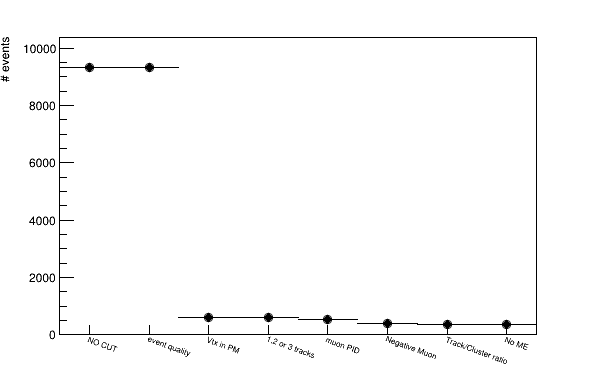 # events
10000
8000
6000
4000
2000
0
NO CUT
event quality
Vtx in PM
1,2 or 3 tracks
muon PID
Negative Muon
Track/Cluster ratio
No ME